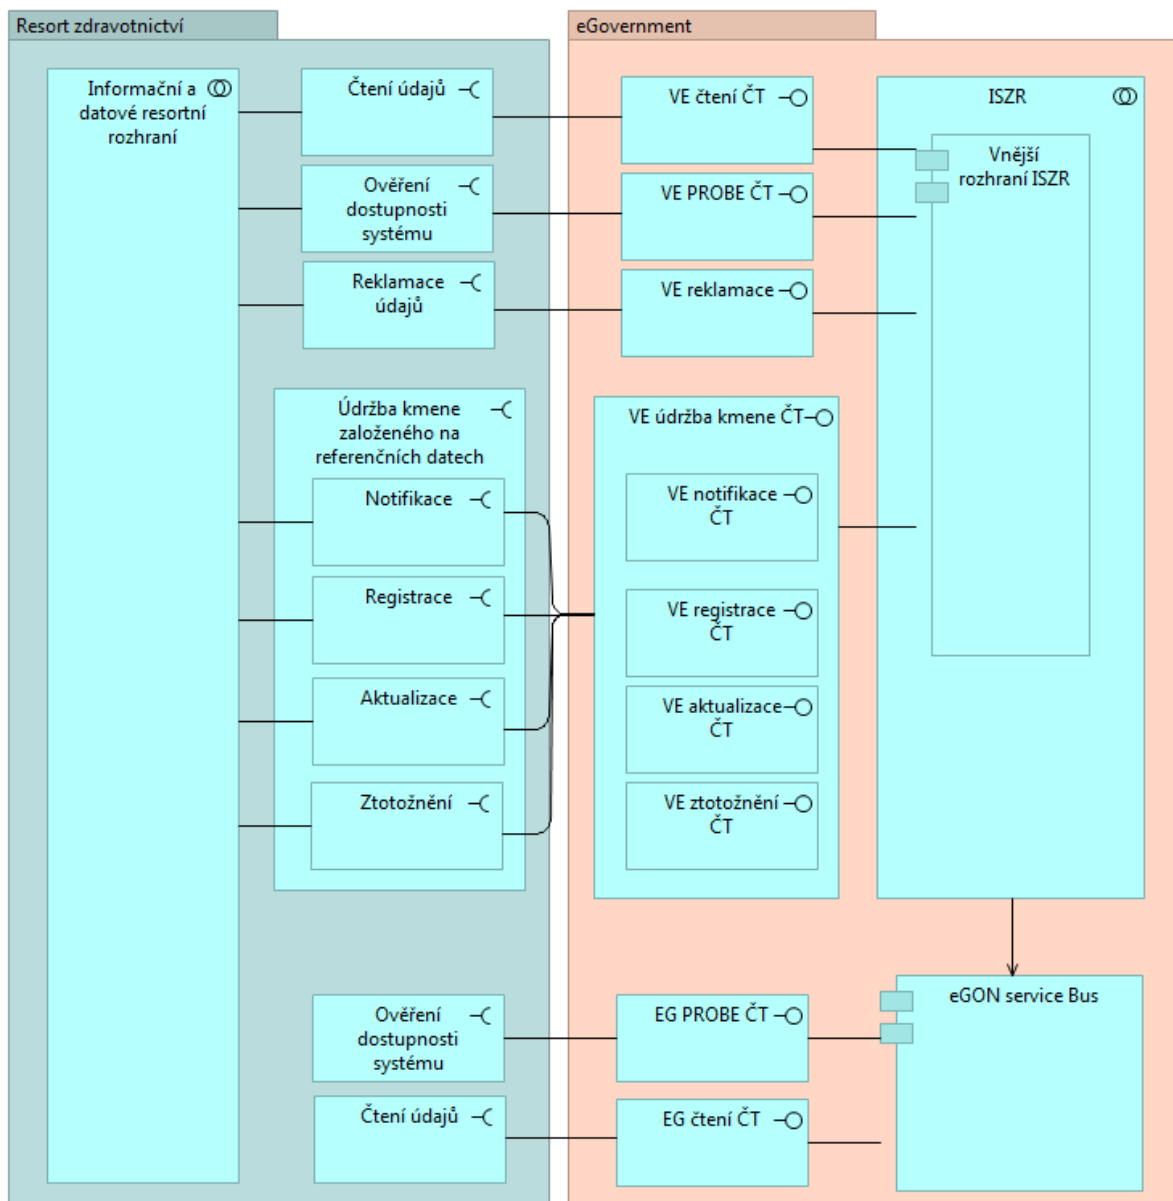 Resort zdravotnictví
eGovernment
Informační a
datové resortní
rozhraní
Čtení údajů
Ověření
dostupnosti
systému
Reklamace
údajů
Údržba kmene
založeného na
referenčních datech
Notifikace
Registrace
Aktualizace
Ztotožnění
Ověření
dostupnosti
systému
Čtení údajů
VE čtení ČT
VE PROBE ČT
VE reklamace
VE údržba kmene ČT
VE notifikace
ČT
VE registrace
ČT
VE aktualizace
ČT
VE ztotožnění
ČT
EG PROBE ČT
EG čtení ČT
ISZR
Vnější
rozhraní ISZR
eGON service Bus